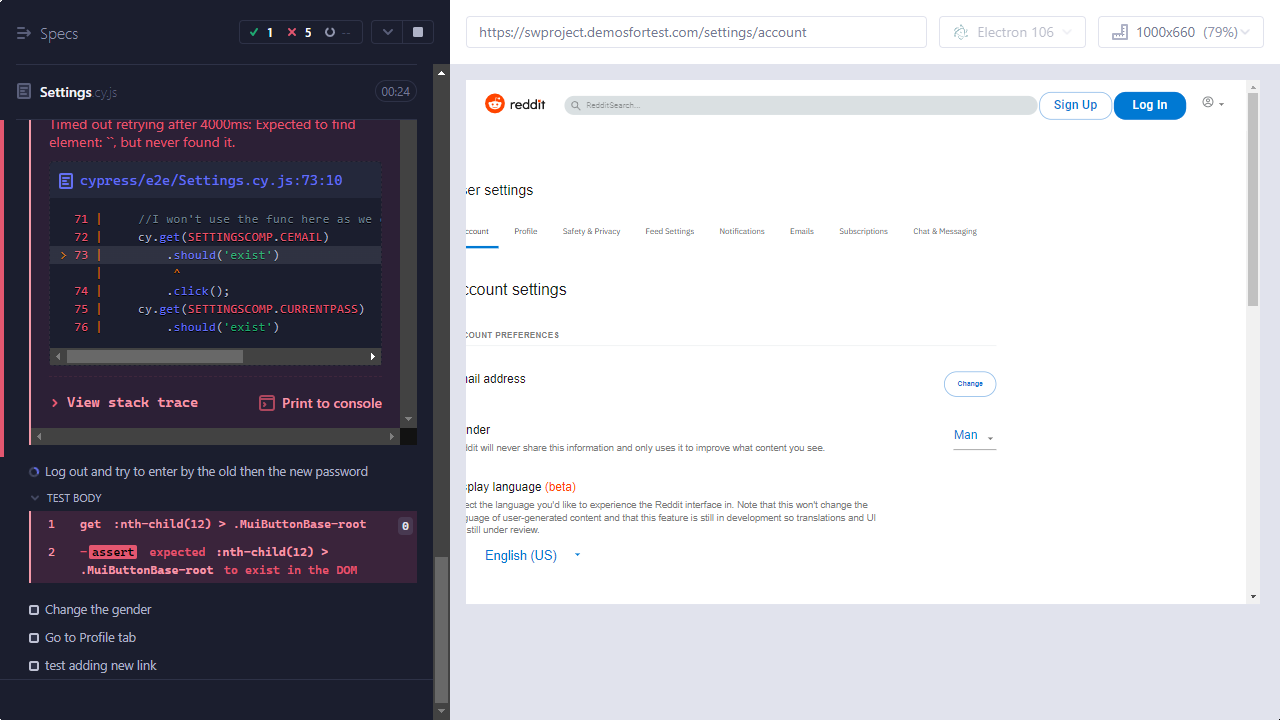 Specs
1 5 --
Settings.cy.js
00:24
Timed out retrying after 4000ms: Expected to find
element: ``, but never found it.
cypress/e2e/Settings.cy.js:73:10
71 | //I won't use the func here as we
72 | cy.get(SETTINGSCOMP.CEMAIL)
> 73 | .should('exist')
| ^
74 | .click();
75 | cy.get(SETTINGSCOMP.CURRENTPASS)
76 | .should('exist')
> View stack trace
Print to console
Log out and try to enter by the old then the new password
TEST BODY
1 get :nth-child(12) > .MuiButtonBase-root 0
2 -assert expected :nth-child(12) >
.MuiButtonBase-root to exist in the DOM
Change the gender
Go to Profile tab
test adding new link
https://swproject.demosfortest.com/settings/account
Electron 106
1000x660 (79%)
reddit
RedditSearch...
Sign Up
Log In
ser settings
ccount Profile Safety & Privacy Feed Settings Notifications Emails Subscriptions Chat & Messaging
ccount settings
COUNT PREFERENCES
ail address
Change
nder
ddit will never share this information and only uses it to improve what content you see.
Man
splay language (beta)
ect the language you'd like to experience the Reddit interface in. Note that this won't change the
guage of user-generated content and that this feature is still in development so translations and UI
still under review.
English (US)